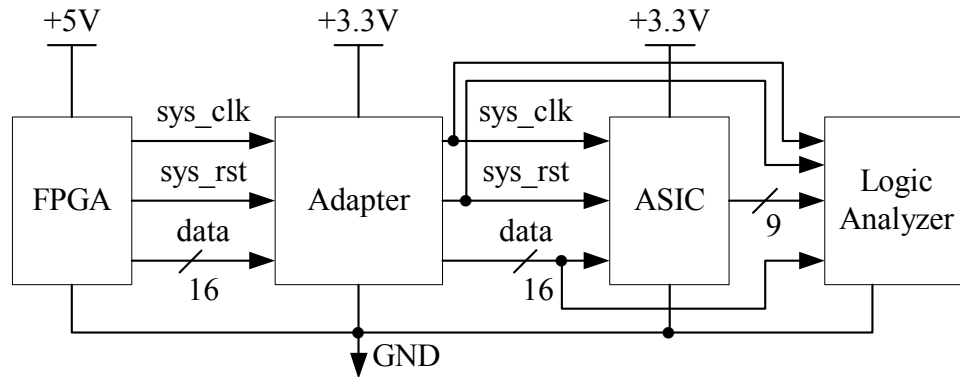 +5V
+3.3V
+3.3V
sys_clk
sys_clk
sys_rst
sys_rst
FPGA
Adapter
ASIC
Logic
Analyzer
data
data
9
16
16
GND